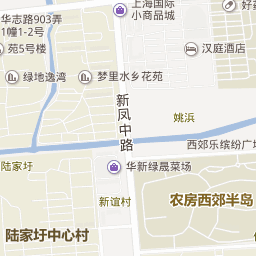 华志路903弄
1幢1-2号
上海国际
小商品城
苑5号楼
汉庭酒店
绿地逸湾
梦里水乡花苑
新凤中路
姚浜
西郊乐缤纷广
陆家圩
华新绿晟菜场
农房西郊半岛
新谊村
陆家圩中心村